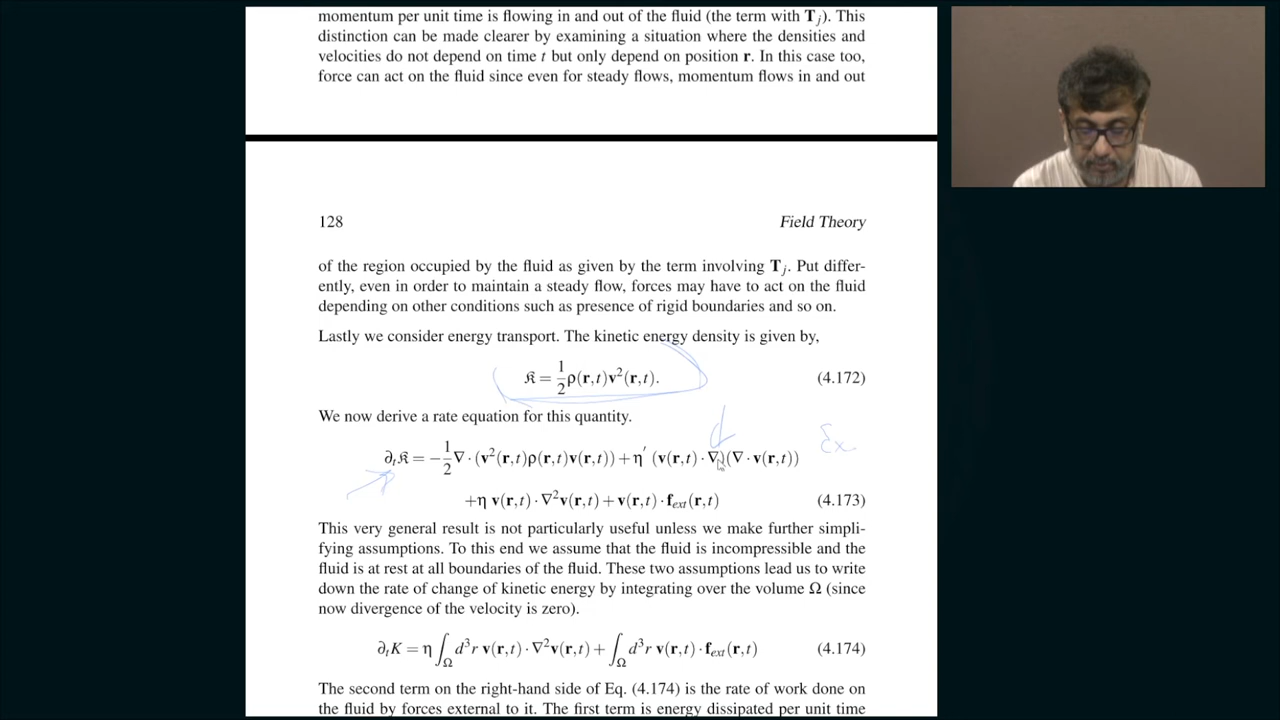 momentum per unit time is flowing in and out of the fluid (the term with T_j). This
distinction can be made clearer by examining a situation where the densities and
velocities do not depend on time t but only depend on position r. In this case too,
force can act on the fluid since even for steady flows, momentum flows in and out
128 Field Theory
of the region occupied by the fluid as given by the term involving T_j. Put differ-
ently, even in order to maintain a steady flow, forces may have to act on the fluid
depending on other conditions such as presence of rigid boundaries and so on.
Lastly we consider energy transport. The kinetic energy density is given by,
𝔎 = 1/2 ρ(r,t)v²(r,t). (4.172)
We now derive a rate equation for this quantity.
∂_t𝔎 = −1/2 ∇ · (v²(r,t)ρ(r,t)v(r,t)) + η′ (v(r,t) · ∇)(∇ · v(r,t))
+η v(r,t) · ∇²v(r,t) + v(r,t) · f_ext(r,t) (4.173)
This very general result is not particularly useful unless we make further simpli-
fying assumptions. To this end we assume that the fluid is incompressible and the
fluid is at rest at all boundaries of the fluid. These two assumptions lead us to write
down the rate of change of kinetic energy by integrating over the volume Ω (since
now divergence of the velocity is zero).
∂_tK = η ∫_Ω d³r v(r,t) · ∇²v(r,t) + ∫_Ω d³r v(r,t) · f_ext(r,t) (4.174)
The second term on the right-hand side of Eq. (4.174) is the rate of work done on
the fluid by forces external to it. The first term is energy dissipated per unit time